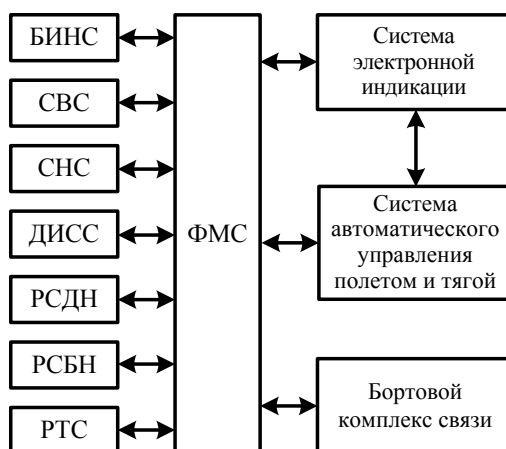 БИНС
СВС
СНС
ДИСС
РСДН
РСБН
РТС
ФМС
Система
электронной
индикации
Система
автоматического
управления
полетом и тягой
Бортовой
комплекс связи